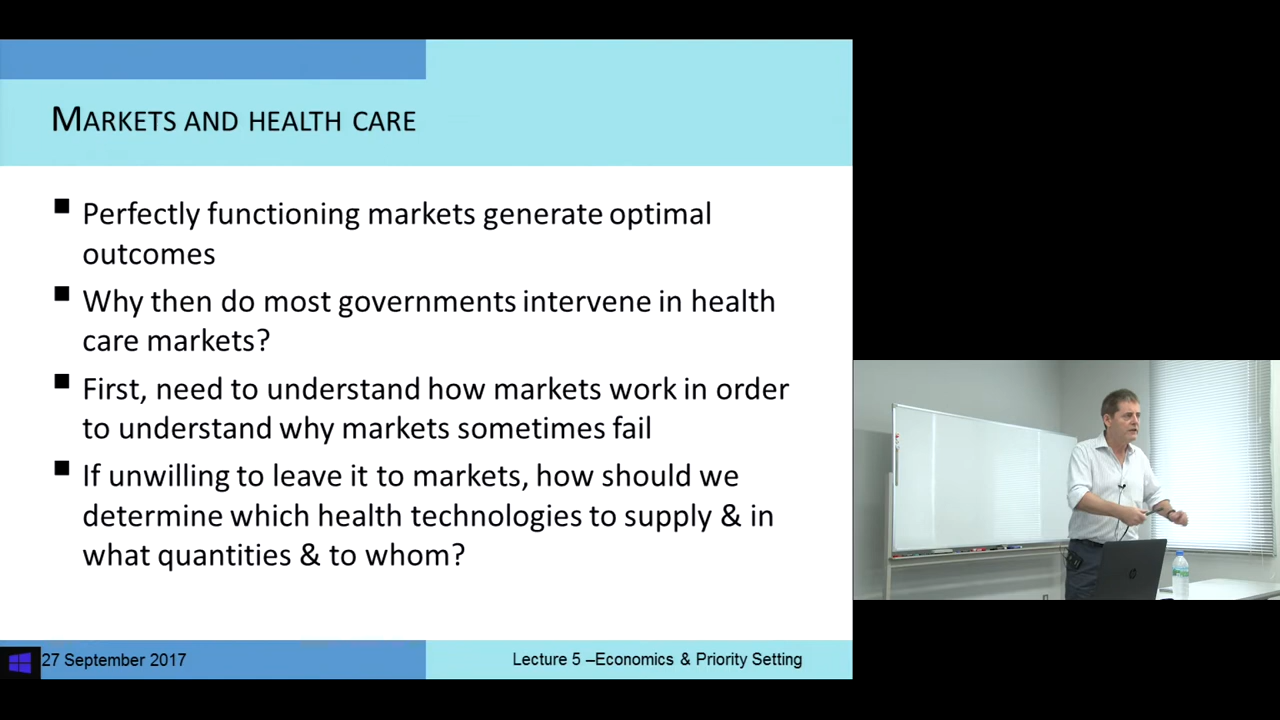 MARKETS AND HEALTH CARE
Perfectly functioning markets generate optimal
outcomes
Why then do most governments intervene in health
care markets?
First, need to understand how markets work in order
to understand why markets sometimes fail
If unwilling to leave it to markets, how should we
determine which health technologies to supply & in
what quantities & to whom?
27 September 2017
Lecture 5 –Economics & Priority Setting